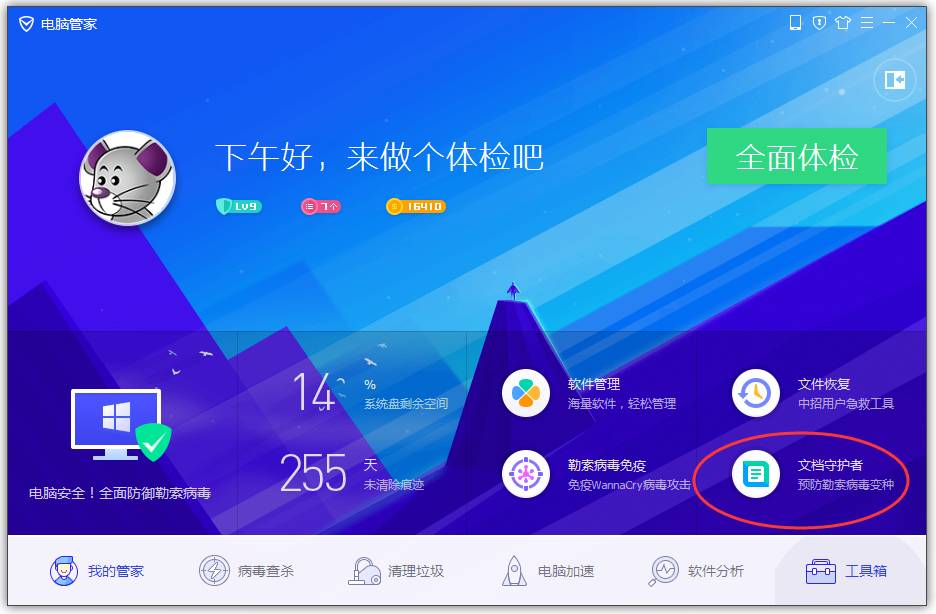 电脑管家
下午好，来做个体检吧
全面体检
Lv9
7个
16410
14 %
系统盘剩余空间
软件管理
海量软件，轻松管理
文件恢复
中招用户急救工具
255 天
未清除痕迹
勒索病毒免疫
免疫WannaCry病毒攻击
文档守护者
预防勒索病毒变种
电脑安全！全面防御勒索病毒
我的管家
病毒查杀
清理垃圾
电脑加速
软件分析
工具箱